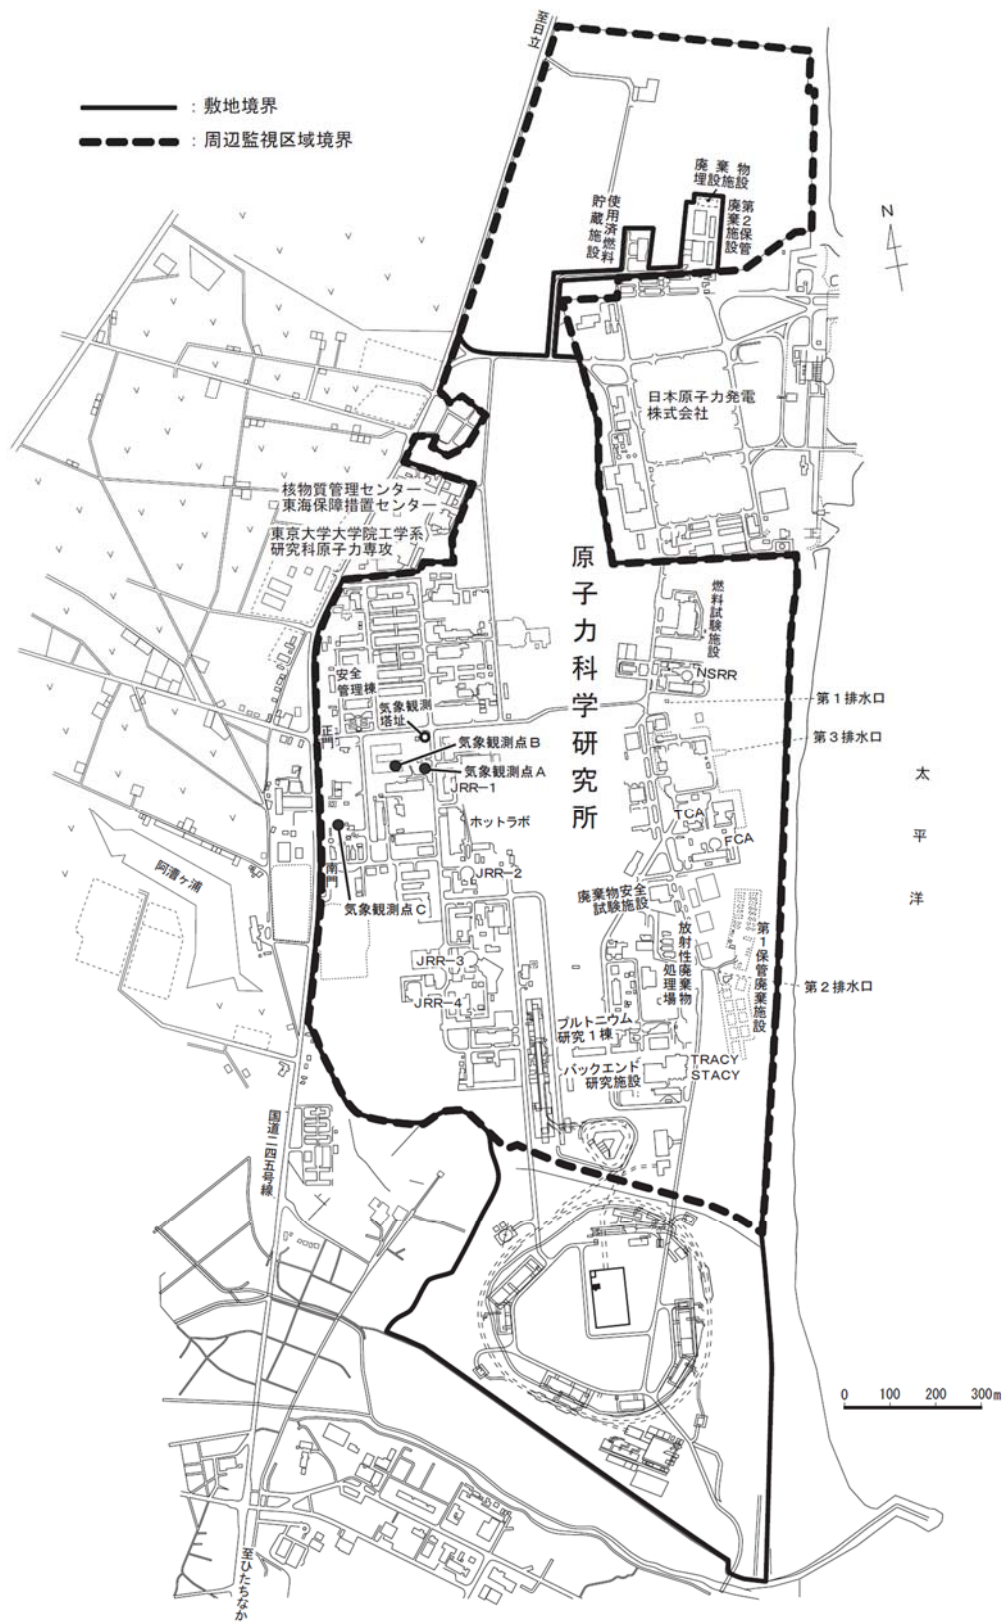 至日立
: 敷地境界
: 周辺監視区域境界
廃棄物
埋設施設
第2保管
廃棄施設
使用済燃料
貯蔵施設
N
日本原子力発電
株式会社
核物質管理センター
東海保障措置センター
東京大学大学院工学系
研究科原子力専攻
原子力科学研究所
燃料試験施設
NSRR
安全
管理棟
気象観測
塔址
正門
第1排水口
第3排水口
気象観測点B
気象観測点A
JRR-1
太平洋
ホットラボ
TCA
FCA
阿漕ヶ浦
南門
JRR-2
気象観測点C
廃棄物安全
試験施設
放射性廃棄物
処理場
第1保管廃棄施設
JRR-3
JRR-4
第2排水口
プルトニウム
研究1棟
バックエンド
研究施設
TRACY
STACY
国道二四五号線
0 100 200 300m
至ひたちなか